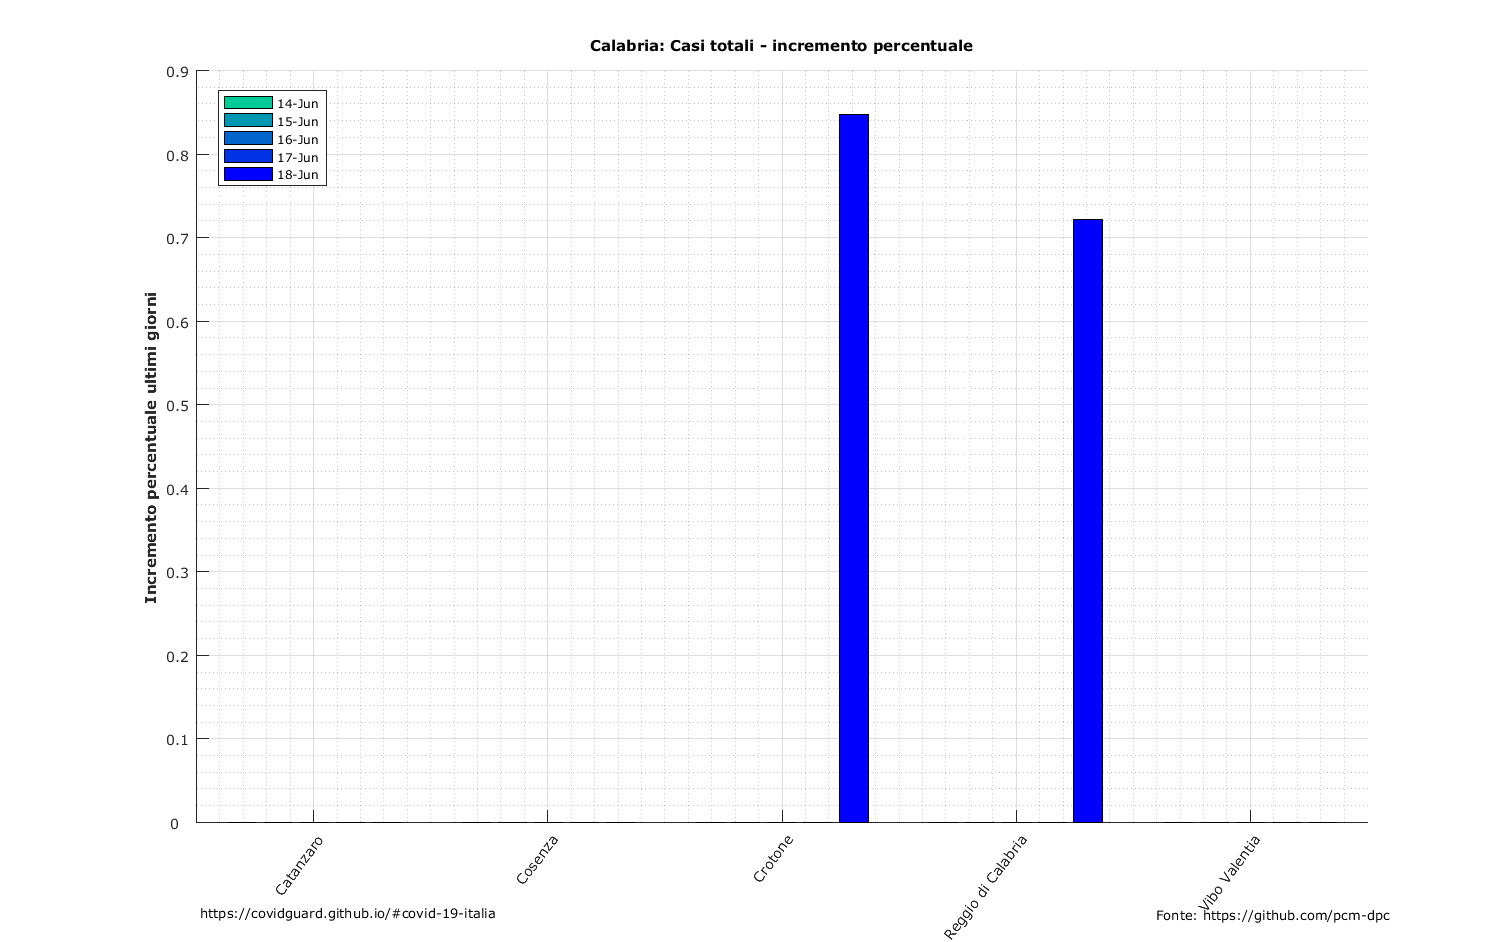 Calabria: Casi totali - incremento percentuale
Incremento percentuale ultimi giorni
0.9
0.8
0.7
0.6
0.5
0.4
0.3
0.2
0.1
0
14-Jun
15-Jun
16-Jun
17-Jun
18-Jun
Catanzaro
Cosenza
Crotone
Reggio di Calabria
Vibo Valentia
https://covidguard.github.io/#covid-19-italia
Fonte: https://github.com/pcm-dpc